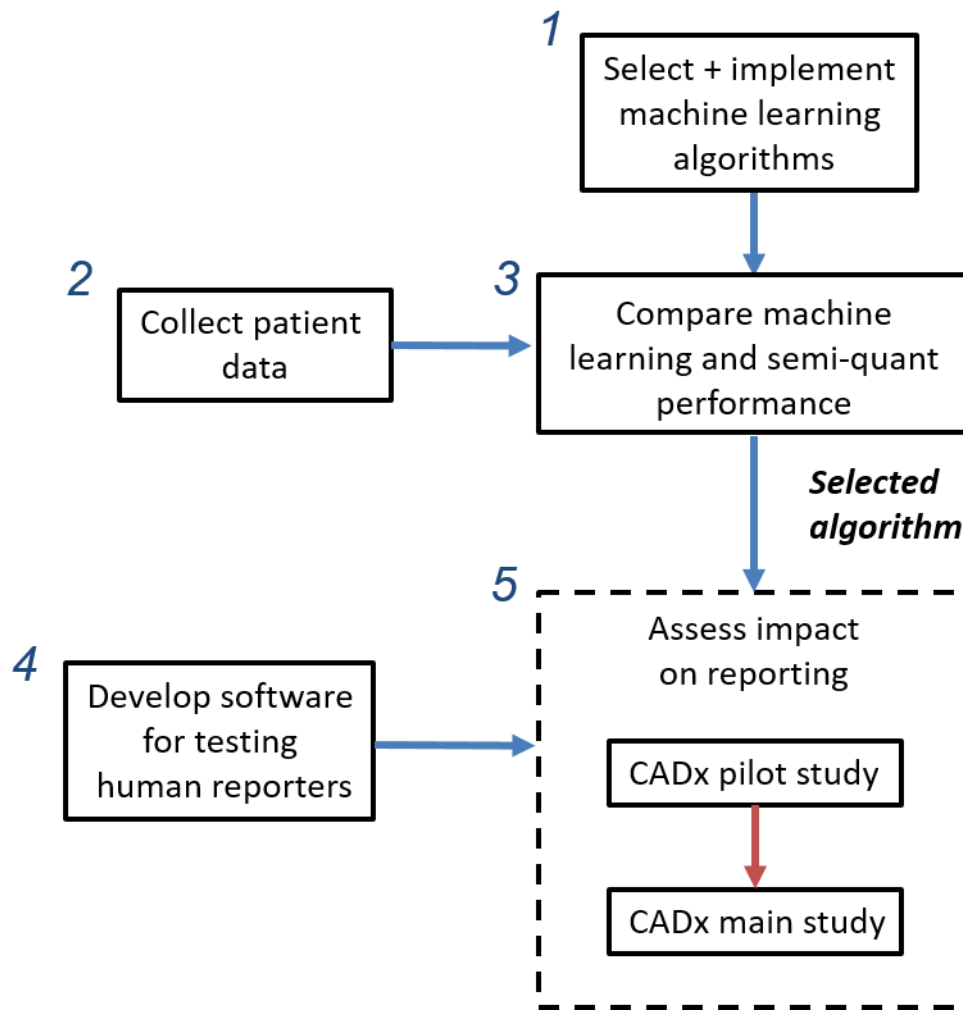 1
Select + implement
machine learning
algorithms
2
Collect patient
data
3
Compare machine
learning and semi-quant
performance
Selected
algorithm
4
Develop software
for testing
human reporters
5
Assess impact
on reporting
CADx pilot study
CADx main study